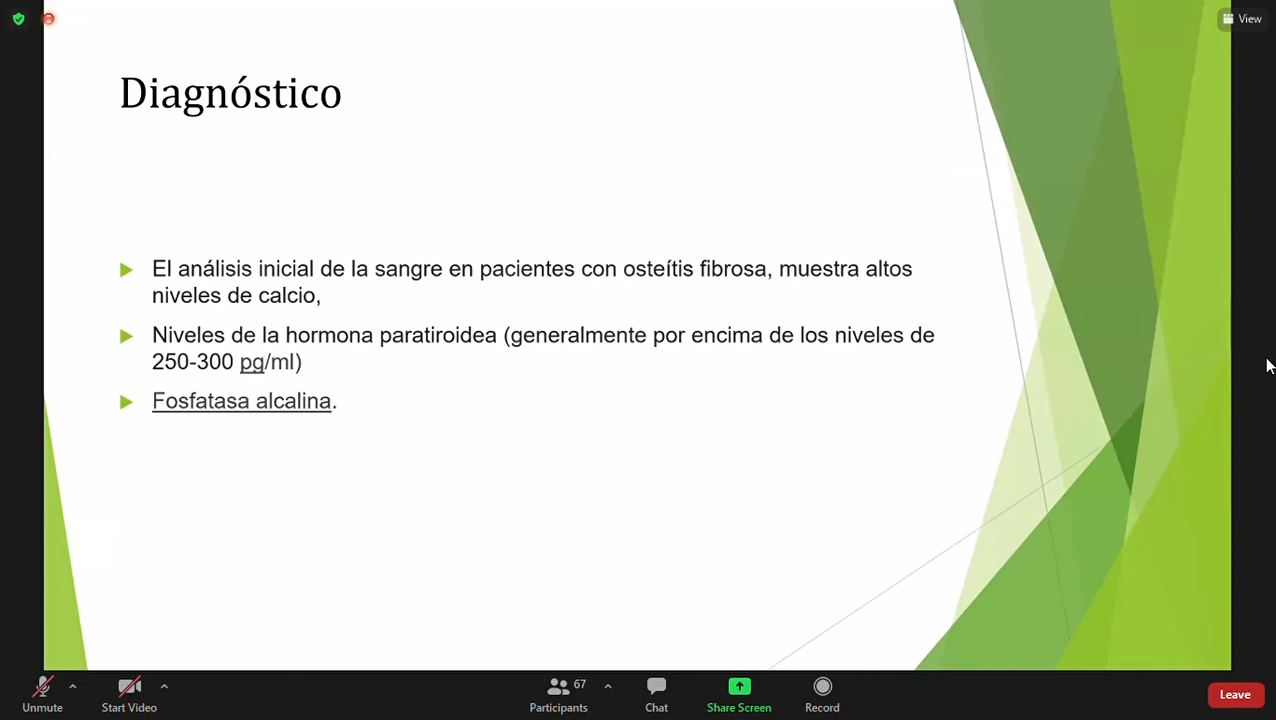 View
Diagnóstico
El análisis inicial de la sangre en pacientes con osteítis fibrosa, muestra altos
niveles de calcio,
Niveles de la hormona paratiroidea (generalmente por encima de los niveles de
250-300 pg/ml)
Fosfatasa alcalina.
Unmute
Start Video
67
Participants
Chat
Share Screen
Record
Leave